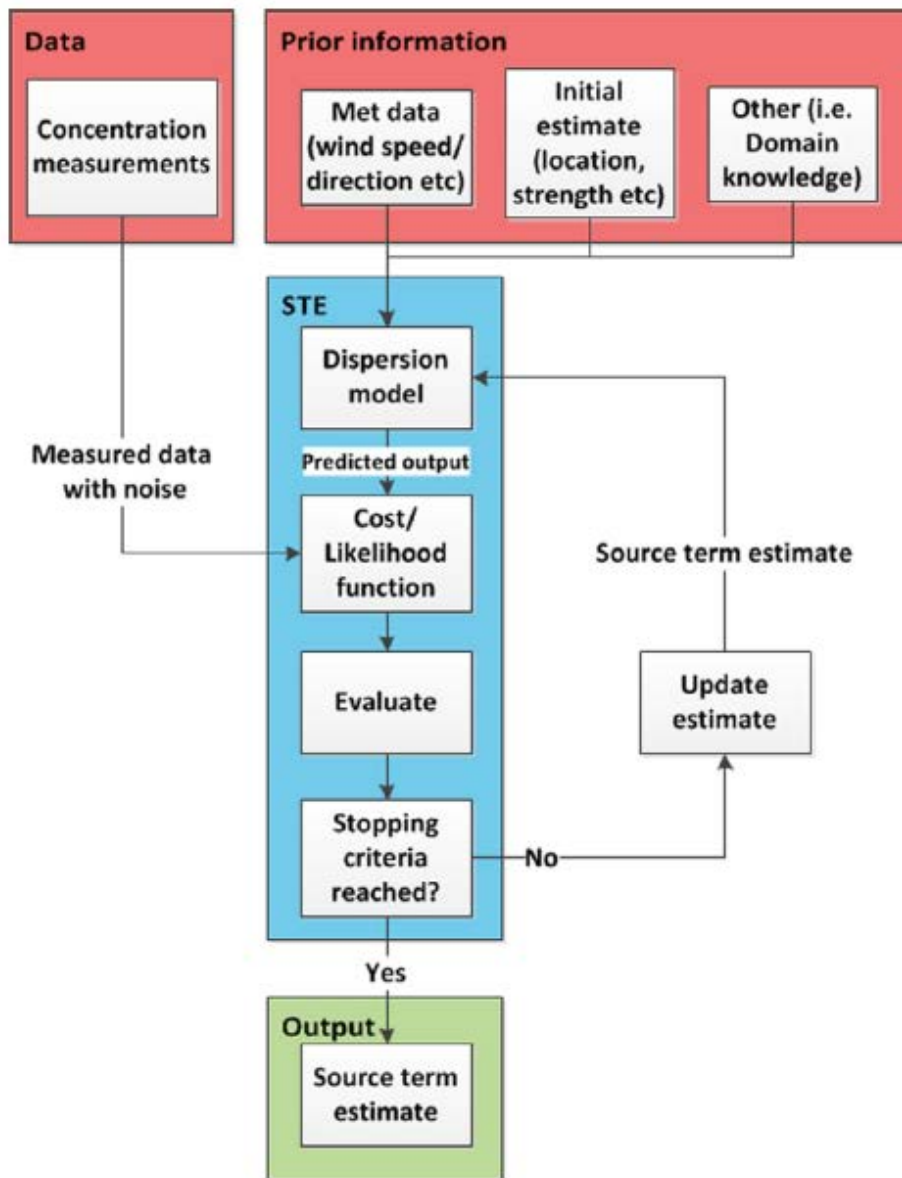 Data
Concentration
measurements
Prior information
Met data
(wind speed/
direction etc)
Initial
estimate
(location,
strength etc)
Other (i.e.
Domain
knowledge)
STE
Dispersion
model
Predicted output
Measured data
with noise
Cost/
Likelihood
function
Source term estimate
Evaluate
Update
estimate
Stopping
criteria
reached?
No
Yes
Output
Source term
estimate